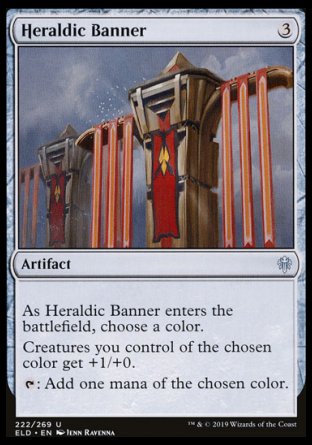 Heraldic Banner 3
Artifact
As Heraldic Banner enters the
battlefield, choose a color.
Creatures you control of the chosen
color get +1/+0.
: Add one mana of the chosen color.
222/269 U
ELD • EN Jenn Ravenna
™ & © 2019 Wizards of the Coast